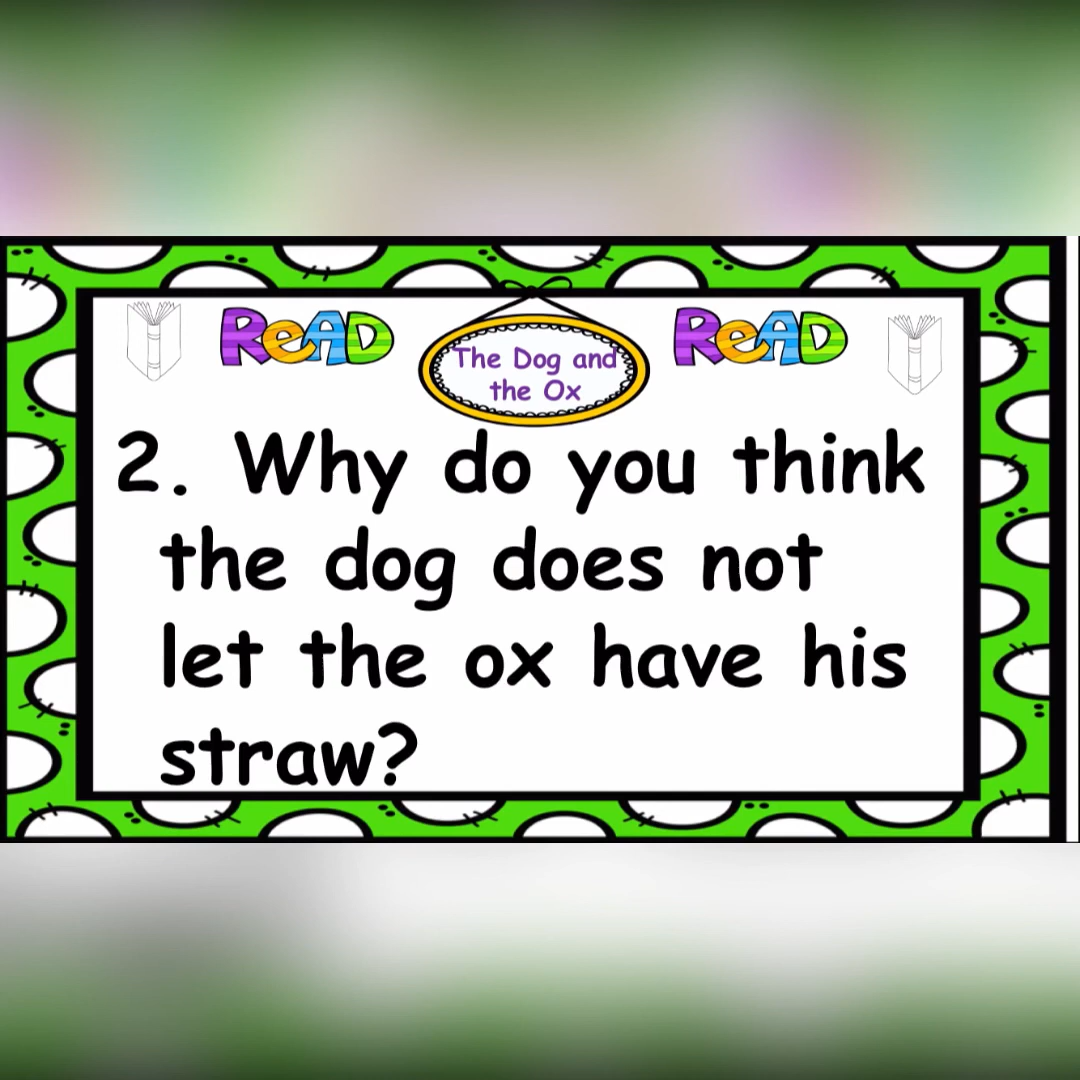 ReAD
The Dog and
the Ox
ReAD
2. Why do you think
the dog does not
let the ox have his
straw?